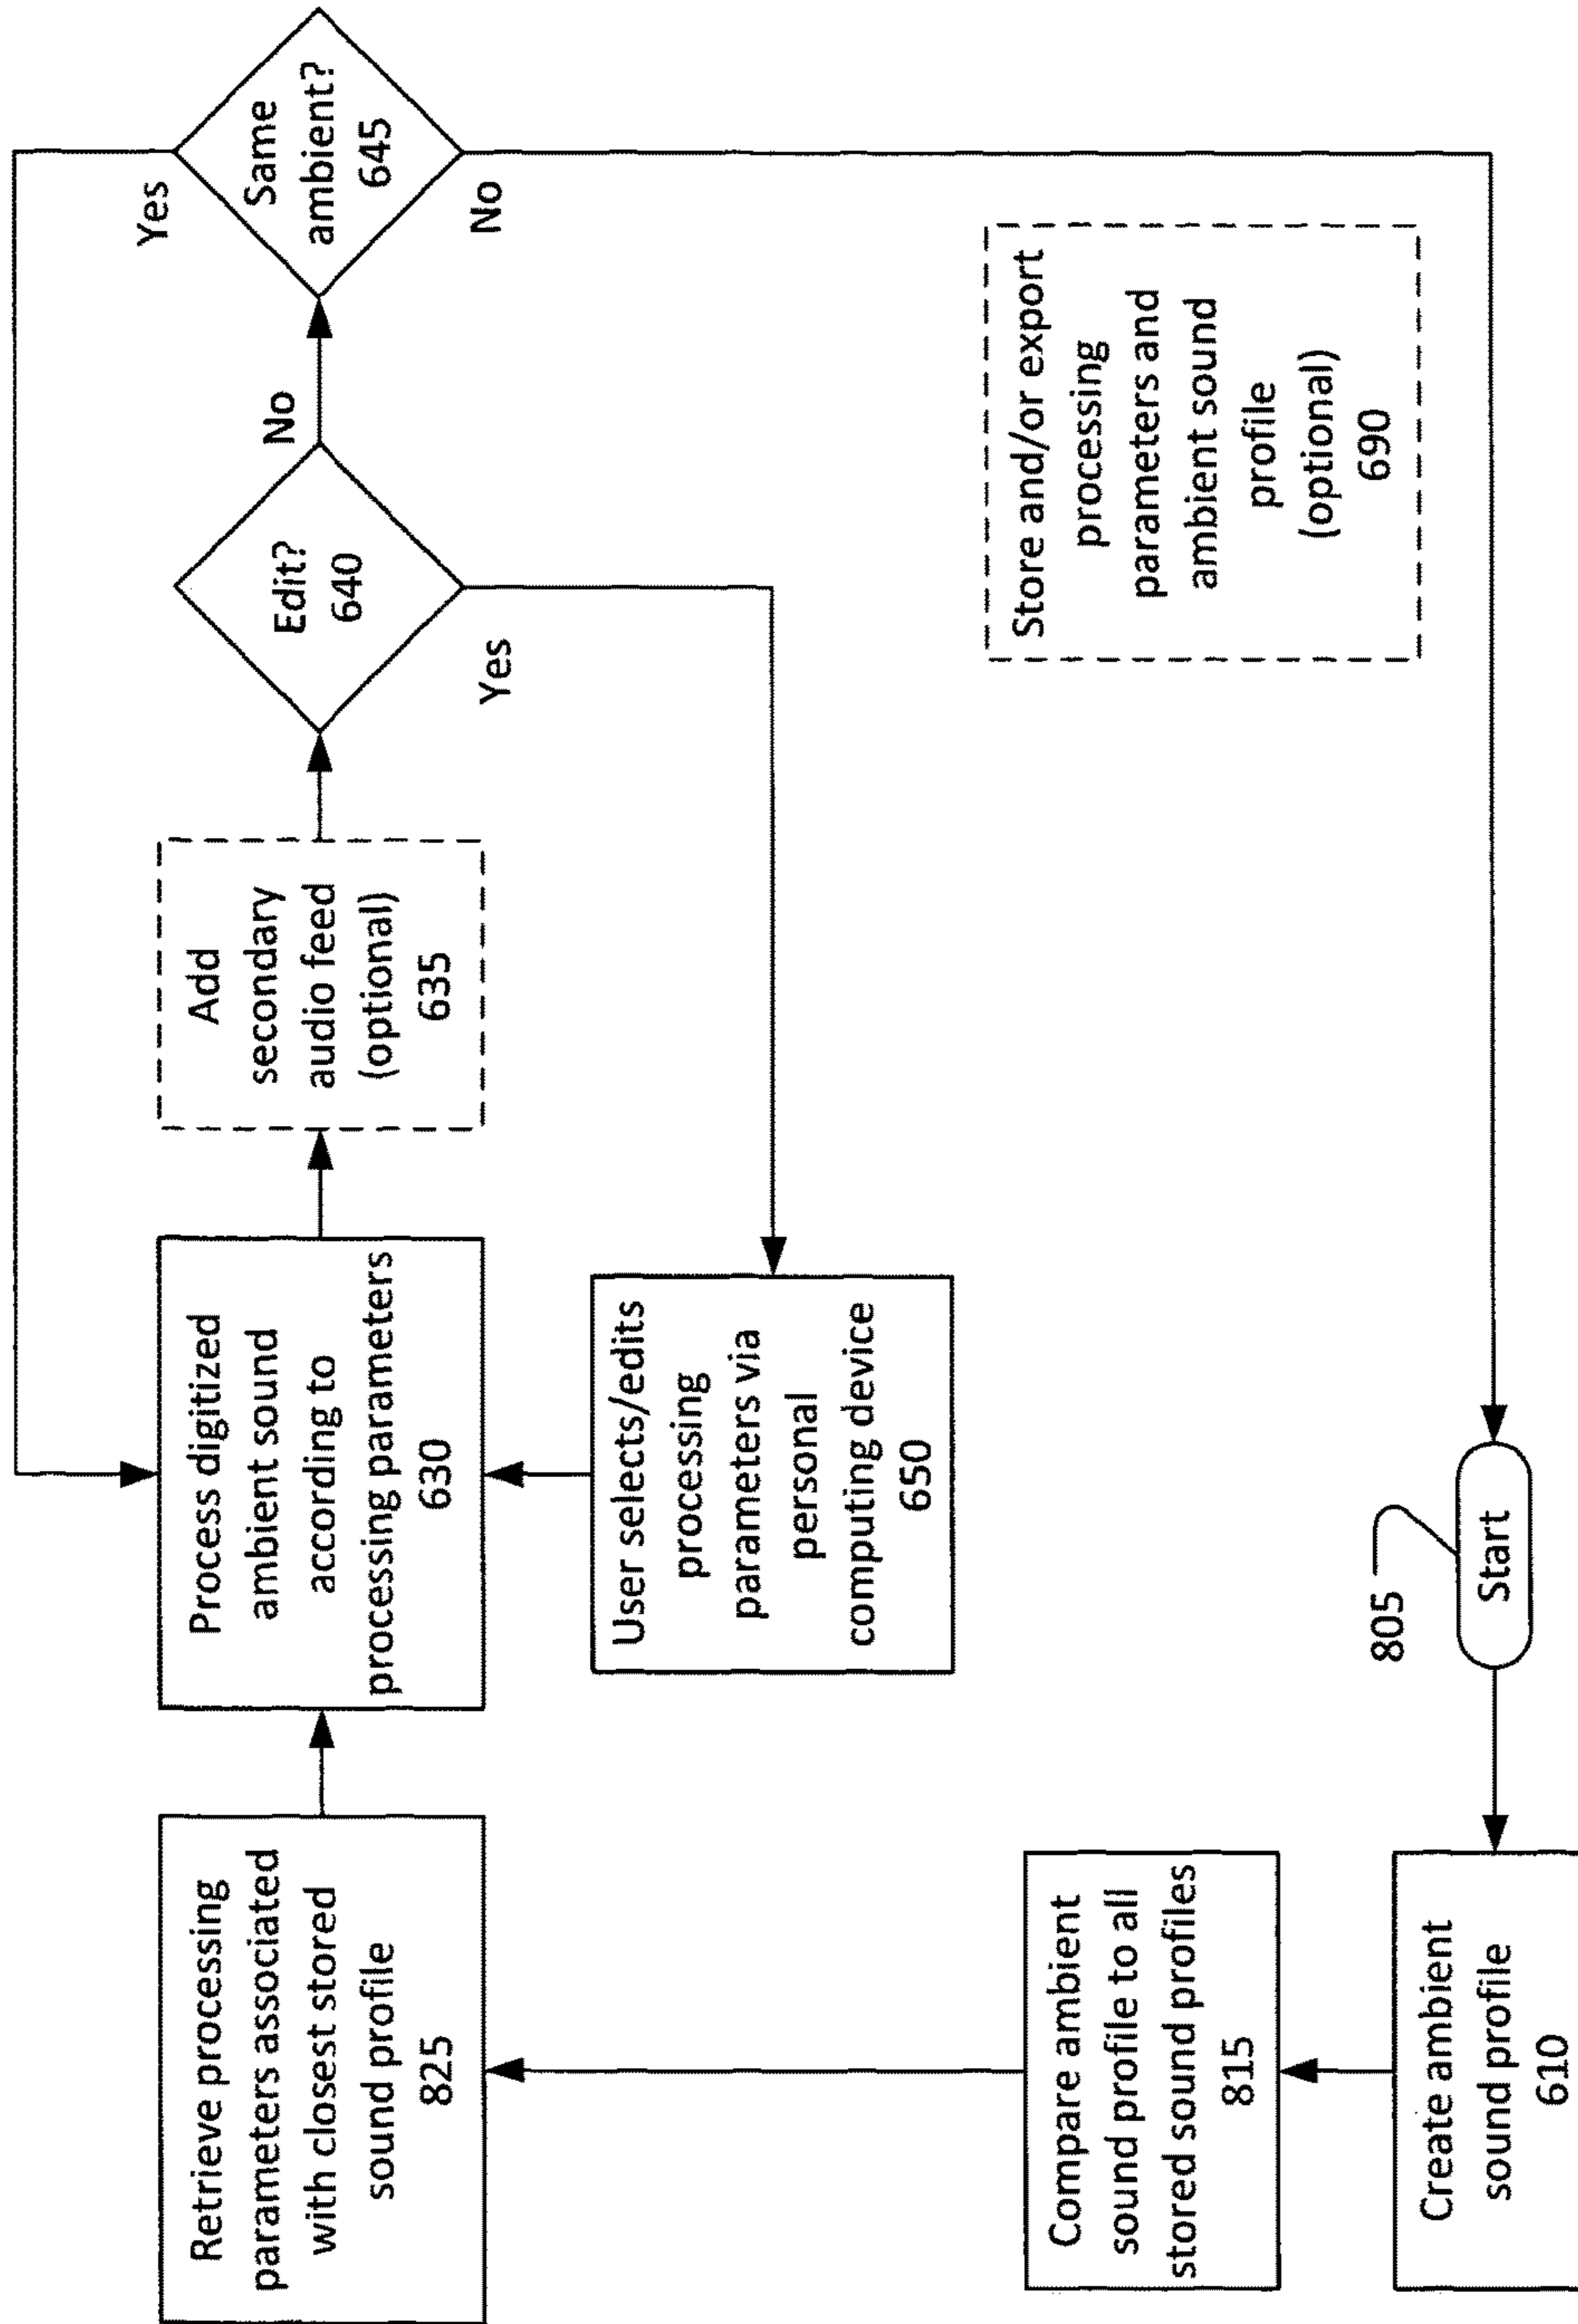 Retrieve processing
parameters associated
with closest stored
sound profile
825
Process digitized
ambient sound
according to
processing parameters
630
Add
secondary
audio feed
(optional)
635
Edit?
640
No
Yes
Same
ambient?
645
Yes
No
User selects/edits
processing
parameters via
personal
computing device
650
Compare ambient
sound profile to all
stored sound profiles
815
Store and/or export
processing
parameters and
ambient sound
profile
(optional)
690
Create ambient
sound profile
610
805
Start